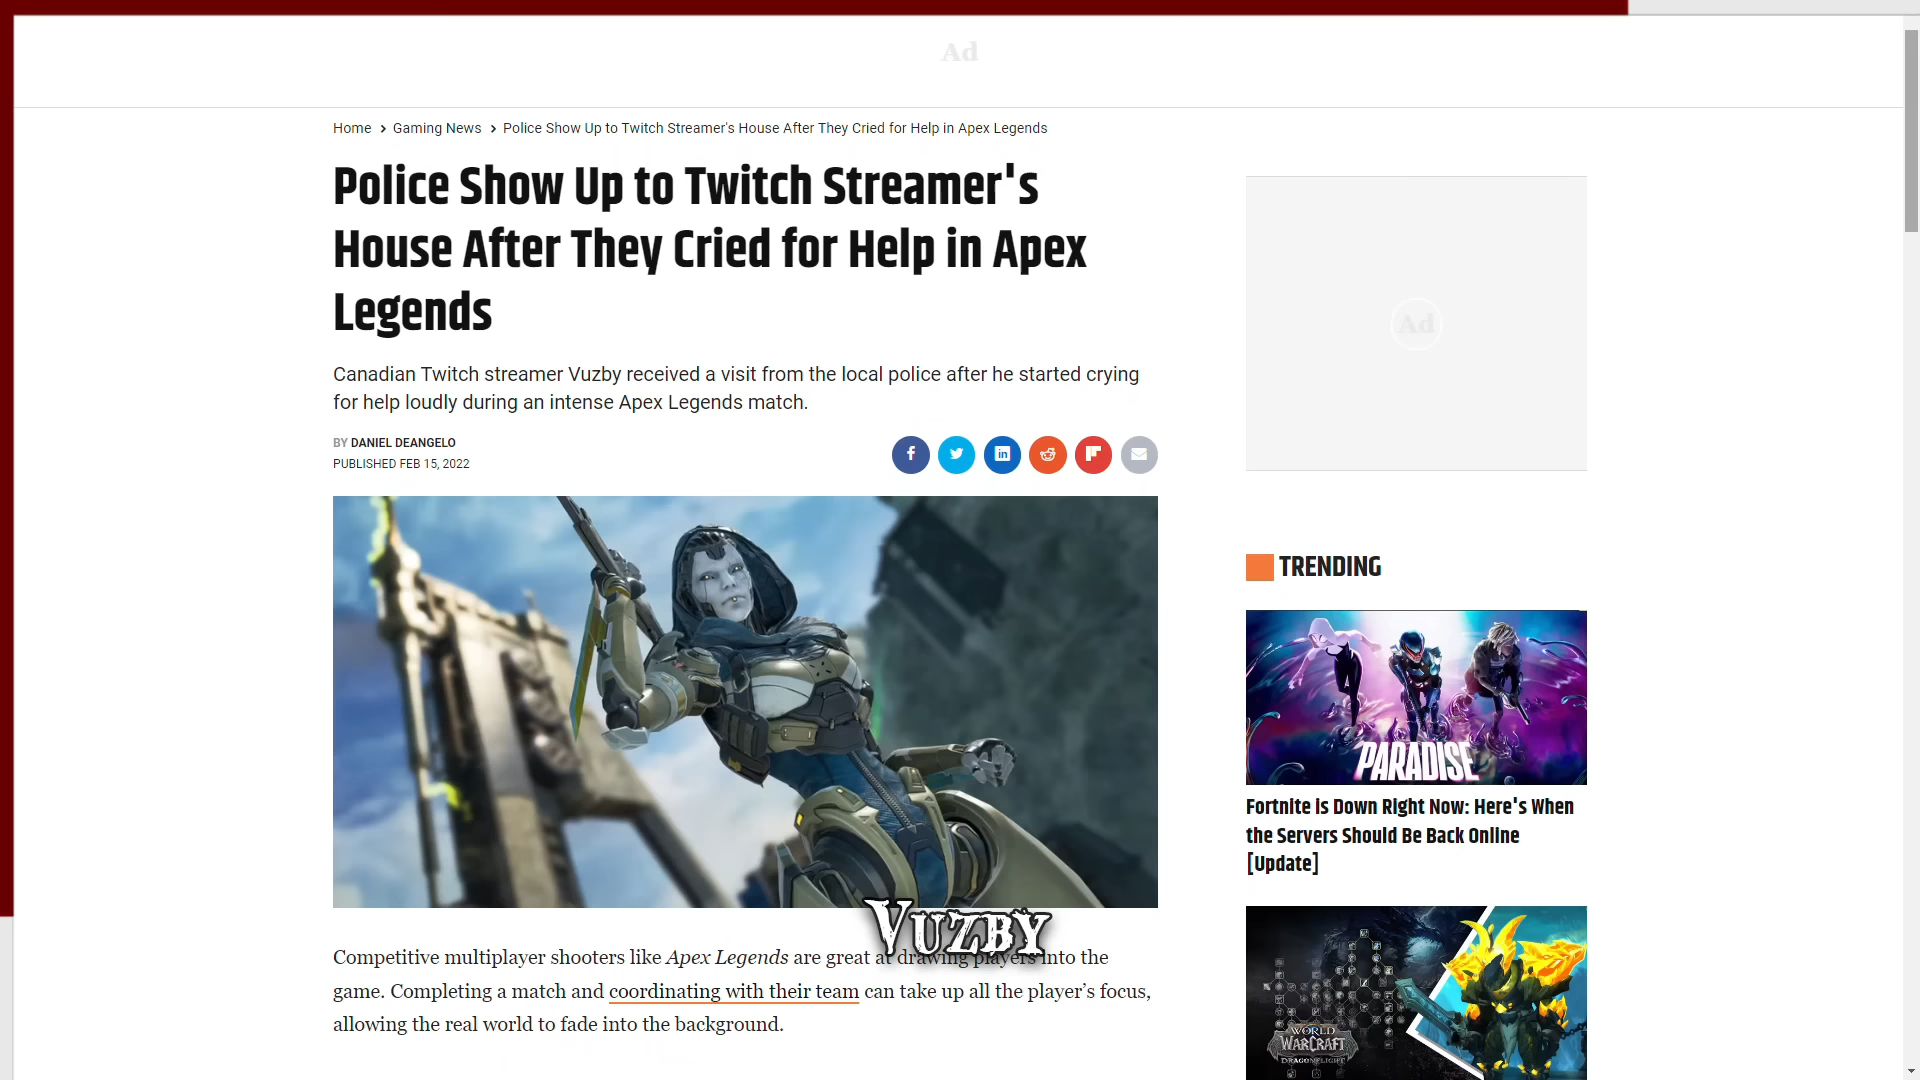 Ad
Home > Gaming News > Police Show Up to Twitch Streamer's House After They Cried for Help in Apex Legends
Police Show Up to Twitch Streamer's
House After They Cried for Help in Apex
Legends
Canadian Twitch streamer Vuzby received a visit from the local police after he started crying
for help loudly during an intense Apex Legends match.
BY DANIEL DEANGELO
PUBLISHED FEB 15, 2022
Ad
TRENDING
PARADISE
Fortnite is Down Right Now: Here's When
the Servers Should Be Back Online
[Update]
VUZBY
Competitive multiplayer shooters like Apex Legends are great at drawing players into the
game. Completing a match and coordinating with their team can take up all the player’s focus,
allowing the real world to fade into the background.
WORLD
WARCRAFT
DRAGONFLIGHT